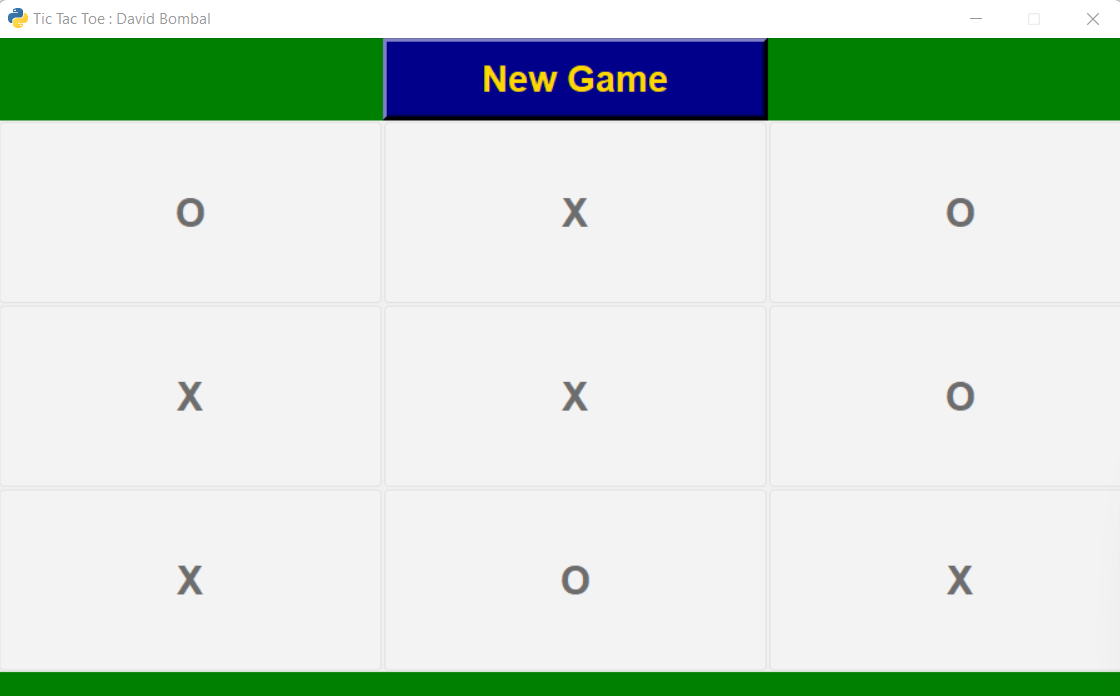 Tic Tac Toe : David Bombal
New Game
O X O
X X O
X O X